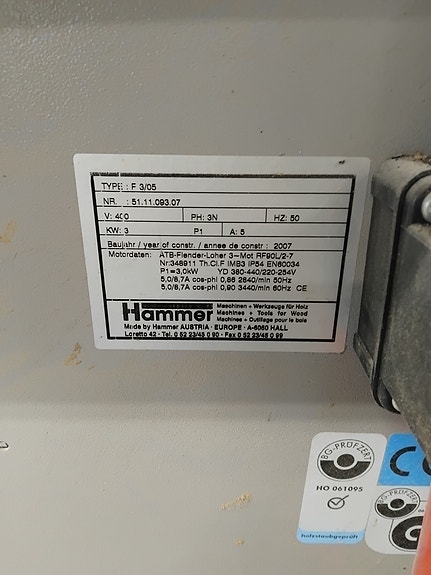 TYPE: F 3/05
NR. : 51.11.093.07
V: 400 PH: 3N HZ: 50
KW: 3 P1 A: 5
Baujahr / year of constr. / annee de constr. : 2007
Motordaten: ATB-Flender-Loher 3~Mot RF90L/2-7
Nr:348911 Th.Cl.F IMB3 IP54 EN60034
P1=3,0kW YD 380-440/220-254V
5,0/8,7A cos-phi 0,86 2840/min 50Hz
5,0/8,7A cos-phi 0,90 3440/min 60Hz CE
Hammer
Maschinen + Werkzeuge für Holz
Machines + Tools for Wood
Machines + Outillage pour le bois
Made by Hammer AUSTRIA - EUROPE - A-6060 HALL
Loretto 42 - Tel. 0 52 23/45 0 90 - Fax 0 52 23/45 0 99
BG-PRÜFZERT
HO 061095
holzstaubgeprüft
BG-PRÜFZERT